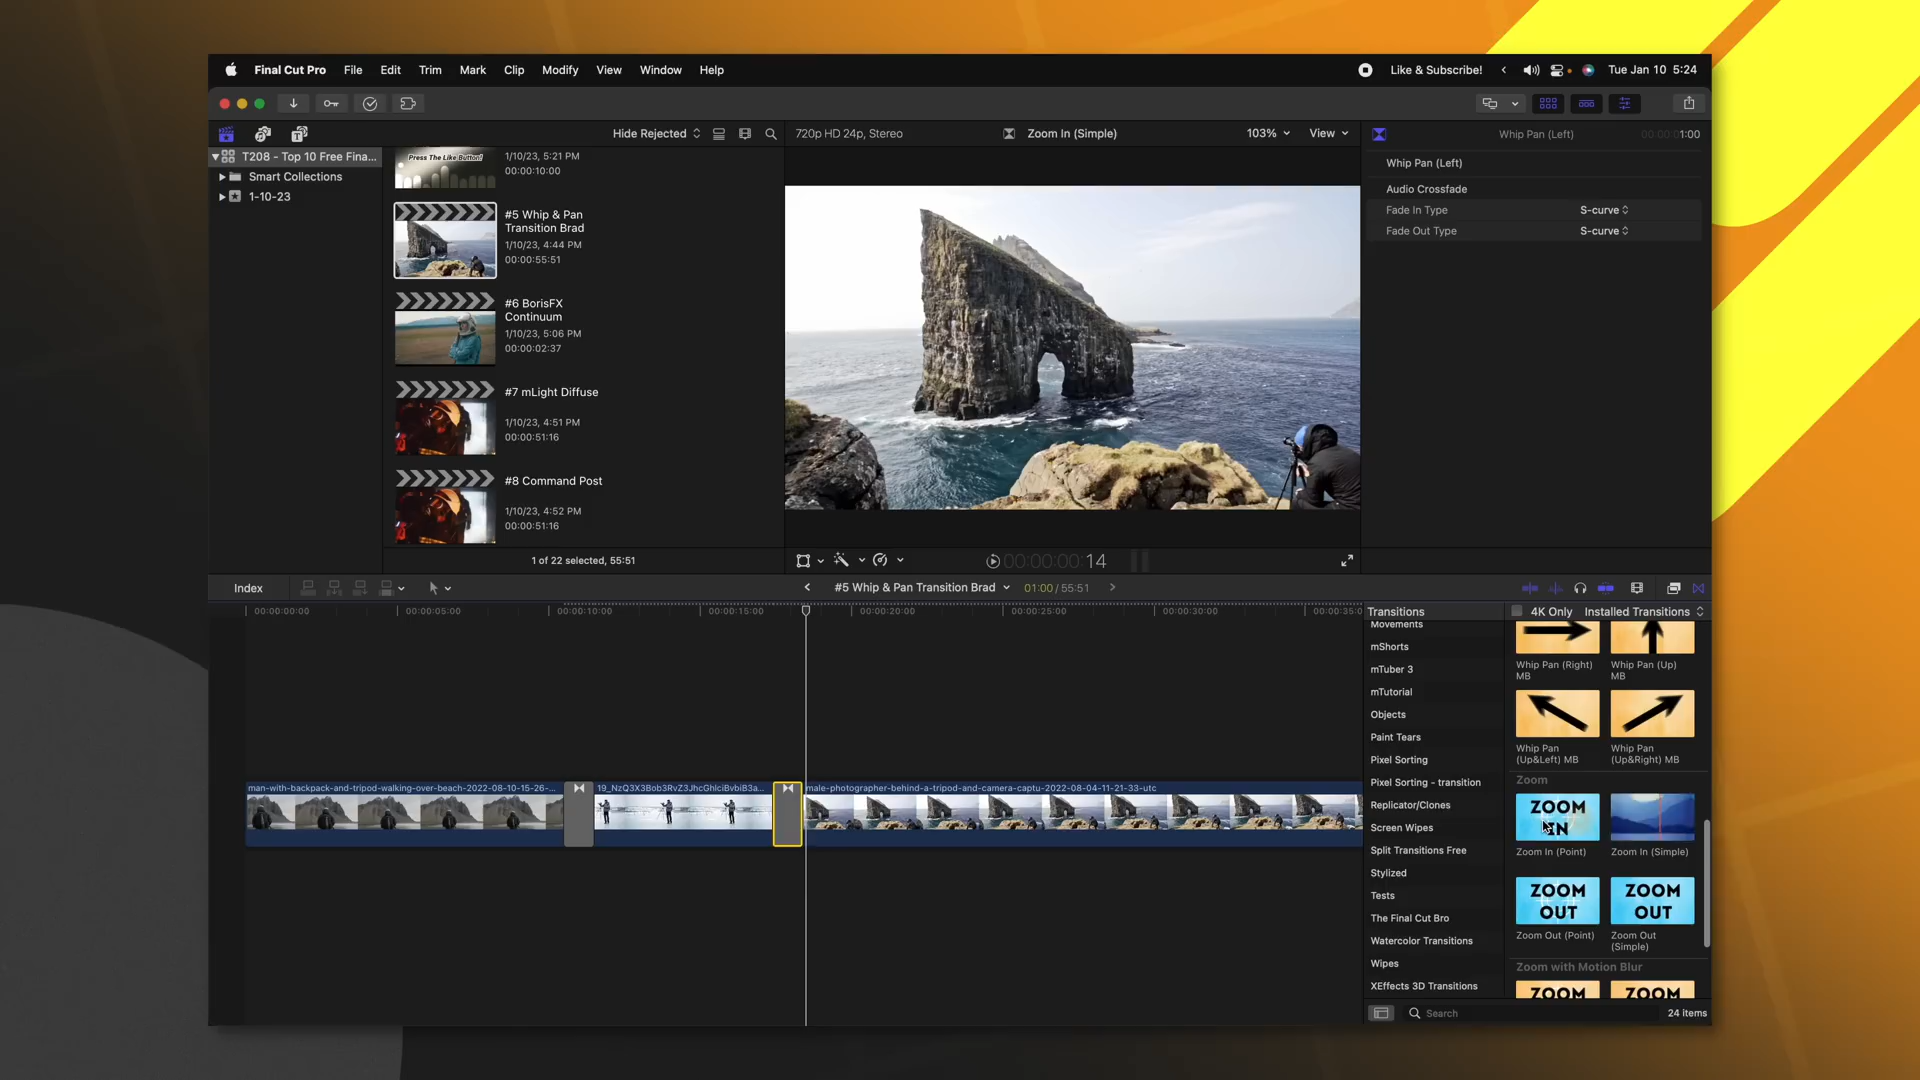 Final Cut Pro File Edit Trim Mark Clip Modify View Window Help Like & Subscribe! Tue Jan 10 5:24
Hide Rejected 720p HD 24p, Stereo Zoom In (Simple) 103% View Whip Pan (Left) 00:00:01:00
T208 - Top 10 Free Fina...
Smart Collections
1-10-23
Press The Like Button!
1/10/23, 5:21 PM
00:00:10:00
#5 Whip & Pan
Transition Brad
1/10/23, 4:44 PM
00:00:55:51
#6 BorisFX
Continuum
1/10/23, 5:06 PM
00:00:02:37
#7 mLight Diffuse
1/10/23, 4:51 PM
00:00:51:16
#8 Command Post
1/10/23, 4:52 PM
00:00:51:16
1 of 22 selected, 55:51
00:00:00:14
Whip Pan (Left)
Audio Crossfade
Fade In Type S-curve
Fade Out Type S-curve
Index #5 Whip & Pan Transition Brad 01:00 / 55:51
00:00:00:00 00:00:05:00 00:00:10:00 00:00:15:00 00:00:20:00 00:00:25:00 00:00:30:00 00:00:35:0
man-with-backpack-and-tripod-walking-over-beach-2022-08-10-15-26-...
male-photographer-behind-a-tripod-and-camera-captu-2022-08-04-11-21-33-utc
Transitions 4K Only Installed Transitions
Movements
mShorts
mTuber 3
mTutorial
Objects
Paint Tears
Pixel Sorting
Pixel Sorting - transition
Replicator/Clones
Screen Wipes
Split Transitions Free
Stylized
Tests
The Final Cut Bro
Watercolor Transitions
Wipes
XEffects 3D Transitions
Whip Pan (Right)
MB
Whip Pan (Up)
MB
Whip Pan
(Up&Left) MB
Whip Pan
(Up&Right) MB
Zoom
ZOOM
IN
Zoom In (Point)
Zoom In (Simple)
ZOOM
OUT
Zoom Out (Point)
ZOOM
OUT
Zoom Out
(Simple)
Zoom with Motion Blur
ZOOM
ZOOM
Search 24 items